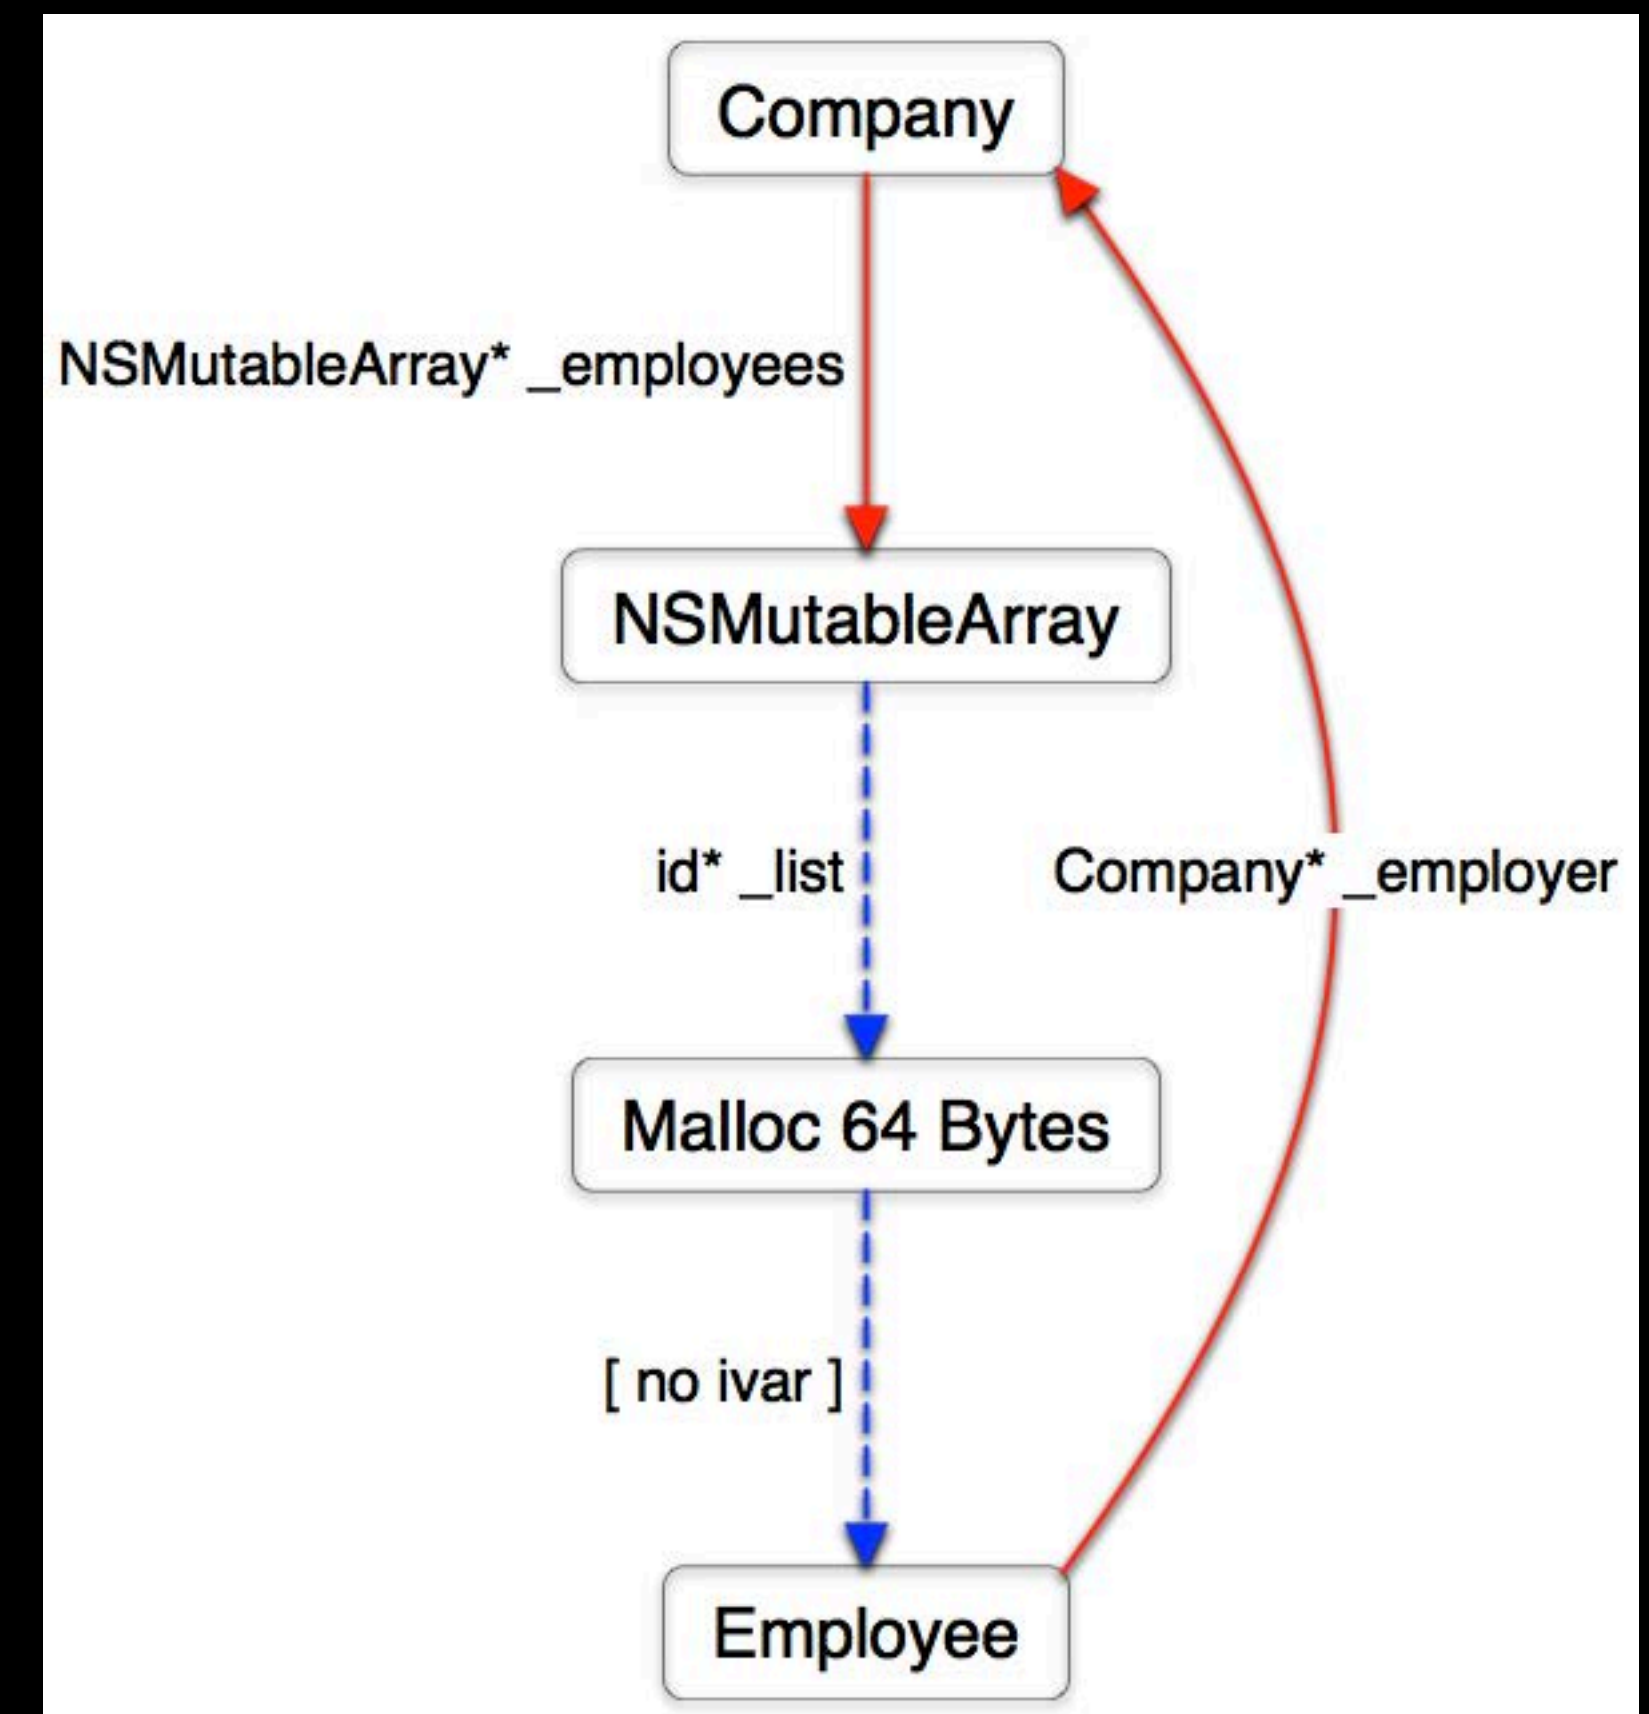 Company
NSMutableArray* _employees
NSMutableArray
id* _list
Company* _employer
Malloc 64 Bytes
[ no ivar ]
Employee